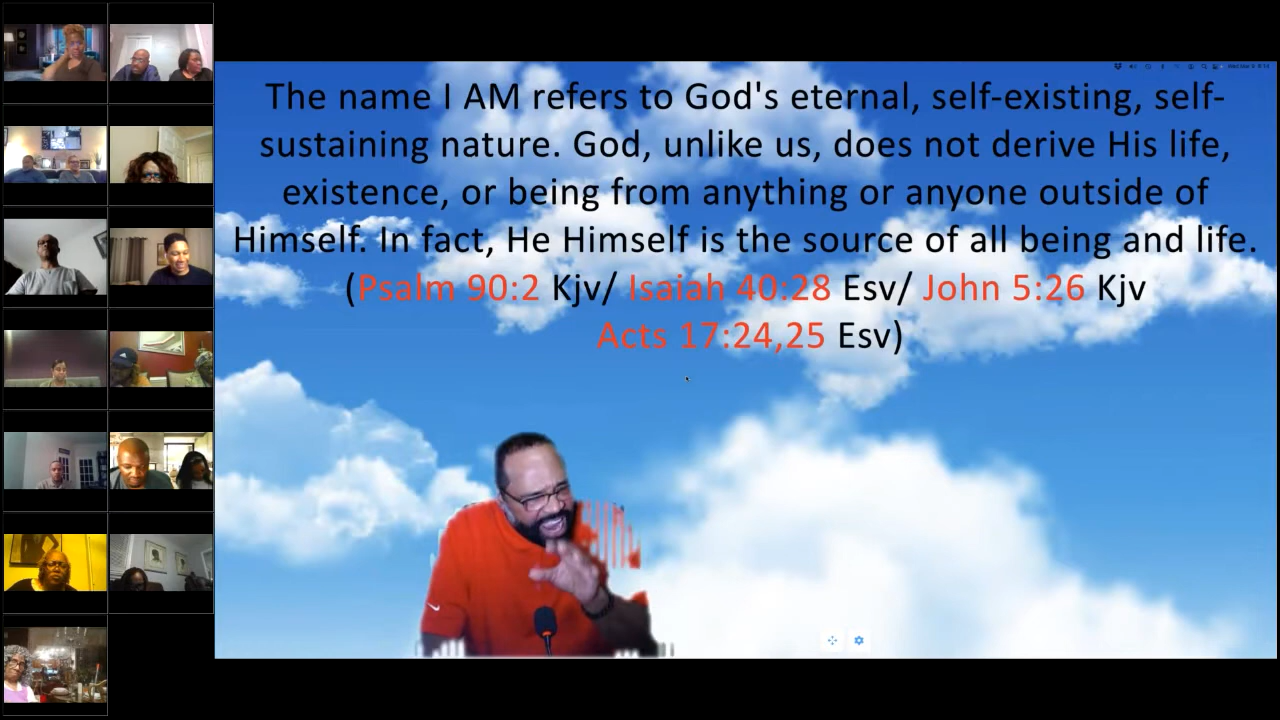 The name I AM refers to God's eternal, self-existing, self-
sustaining nature. God, unlike us, does not derive His life,
existence, or being from anything or anyone outside of
Himself. In fact, He Himself is the source of all being and life.
(Psalm 90:2 Kjv/ Isaiah 40:28 Esv/ John 5:26 Kjv
Acts 17:24,25 Esv)